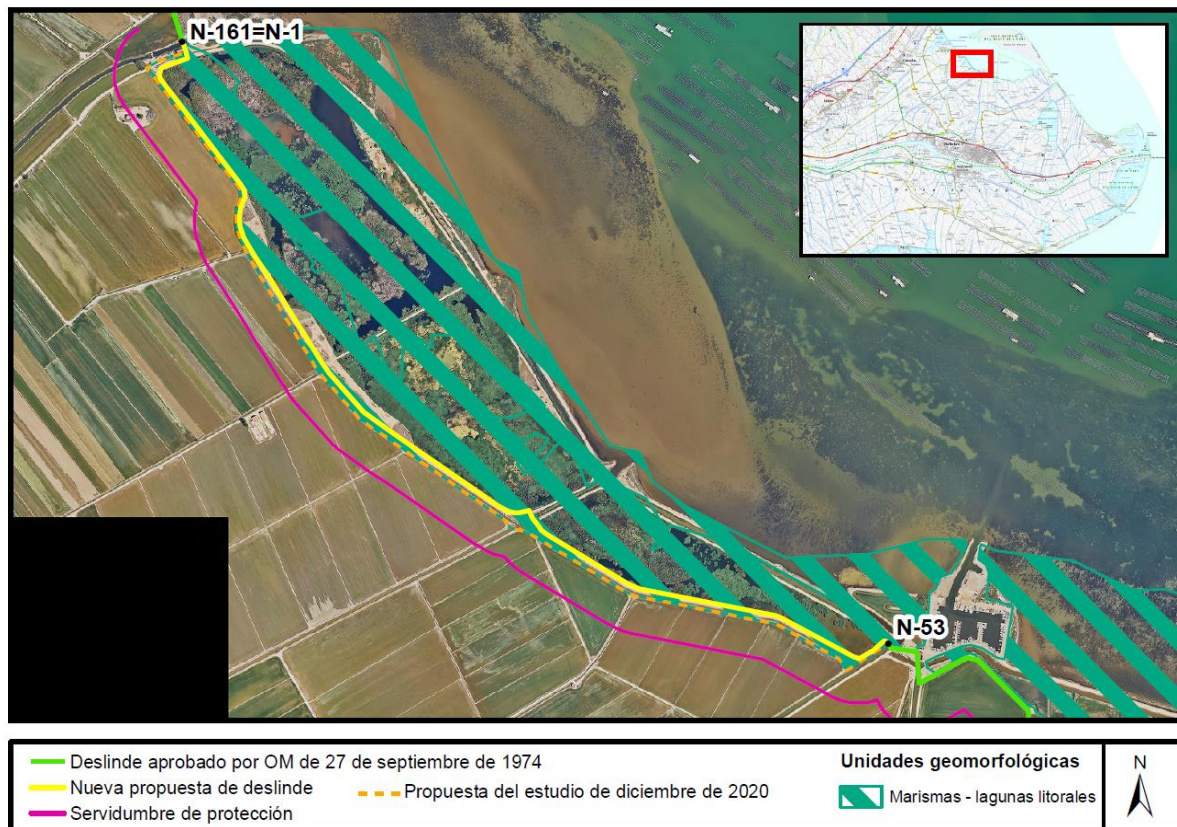 N-161=N-1
N-53
Deslinde aprobado por OM de 27 de septiembre de 1974
Nueva propuesta de deslinde
Propuesta del estudio de diciembre de 2020
Servidumbre de protección
Unidades geomorfológicas
Marismas - lagunas litorales
N